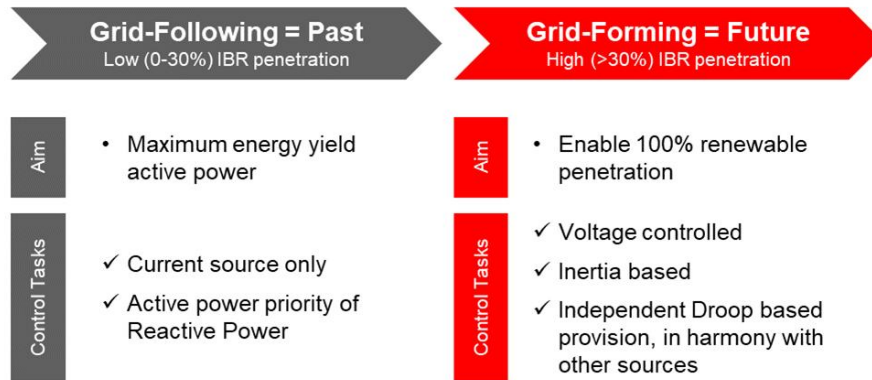 Grid-Following = Past
Low (0-30%) IBR penetration
Aim
• Maximum energy yield
active power
Control Tasks
✓ Current source only
✓ Active power priority of
Reactive Power
Grid-Forming = Future
High (>30%) IBR penetration
Aim
• Enable 100% renewable
penetration
Control Tasks
✓ Voltage controlled
✓ Inertia based
✓ Independent Droop based
provision, in harmony with
other sources